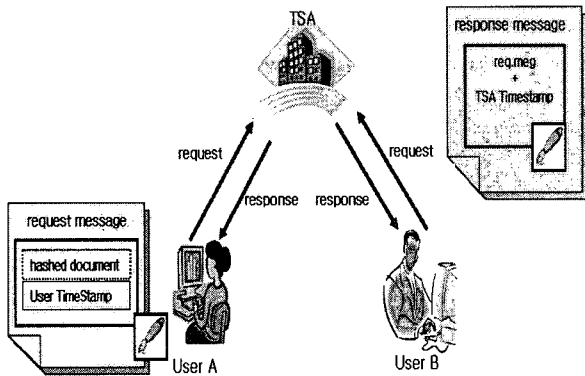 TSA
response message
req.meg
+
TSA Timestamp
request
request
response
response
request message
hashed document
User TimeStamp
User A
User B